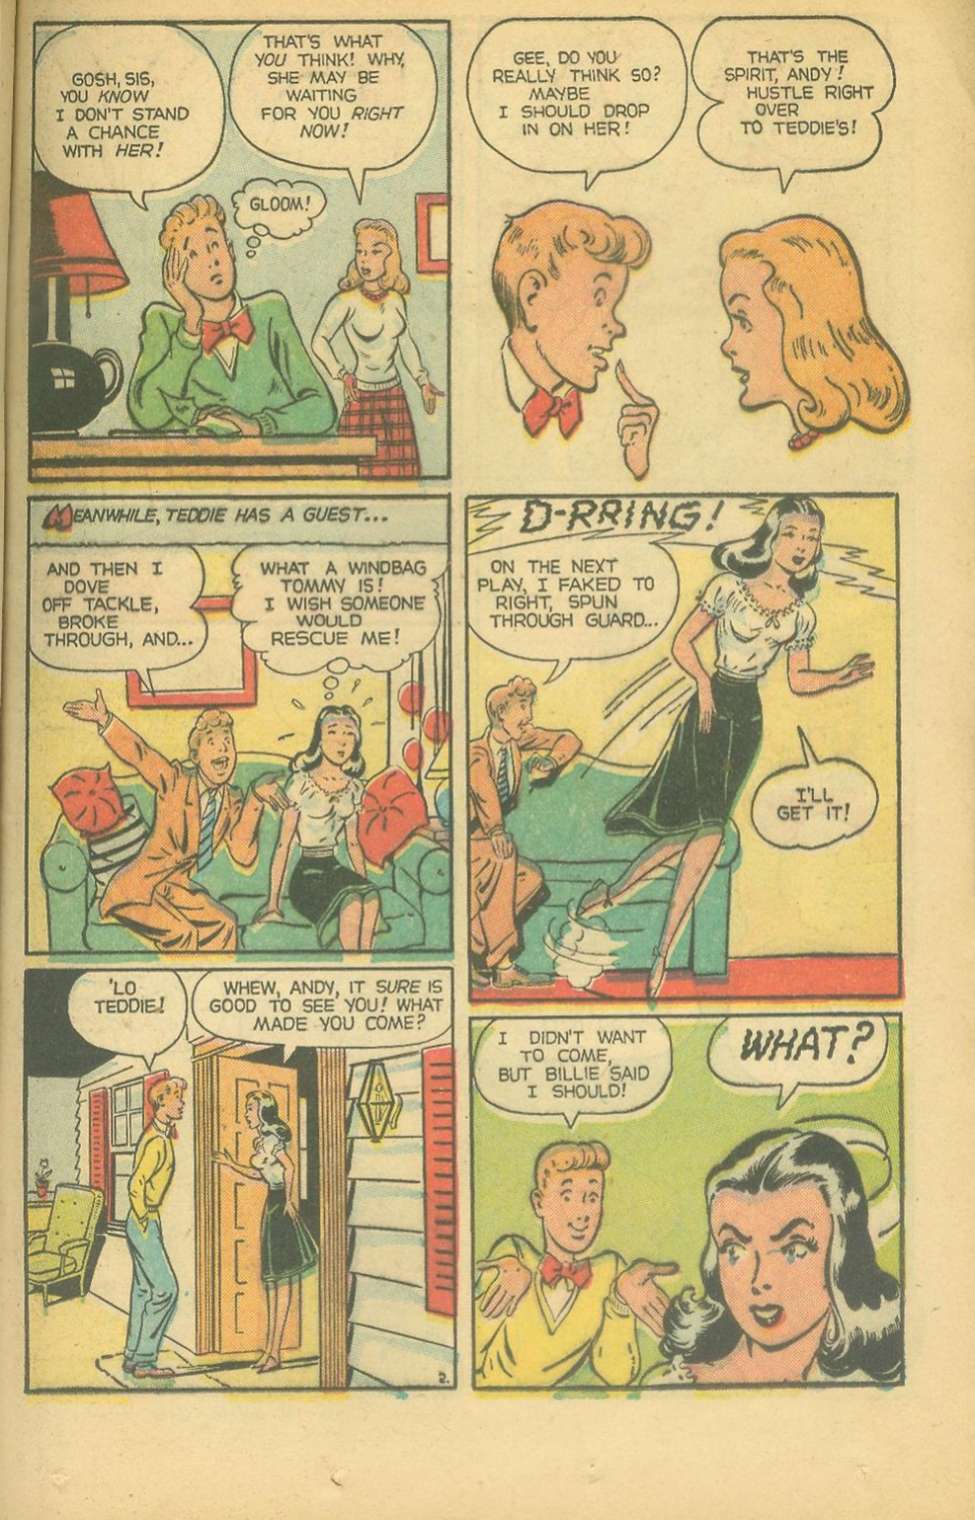 GOSH, SIS,
YOU KNOW
I DON'T STAND
A CHANCE
WITH HER!
THAT'S WHAT
YOU THINK! WHY,
SHE MAY BE
WAITING
FOR YOU RIGHT
NOW!
GLOOM!
GEE, DO YOU
REALLY THINK SO?
MAYBE
I SHOULD DROP
IN ON HER!
THAT'S THE
SPIRIT, ANDY!
HUSTLE RIGHT
OVER
TO TEDDIE'S!
MEANWHILE, TEDDIE HAS A GUEST...
AND THEN I
DOVE
OFF TACKLE,
BROKE
THROUGH, AND...
WHAT A WINDBAG
TOMMY IS!
I WISH SOMEONE
WOULD
RESCUE ME!
D-RRING!
ON THE NEXT
PLAY, I FAKED TO
RIGHT, SPUN
THROUGH GUARD...
I'LL
GET IT!
'LO
TEDDIE!
WHEW, ANDY, IT SURE IS
GOOD TO SEE YOU! WHAT
MADE YOU COME?
2.
I DIDN'T WANT
TO COME,
BUT BILLIE SAID
I SHOULD!
WHAT?